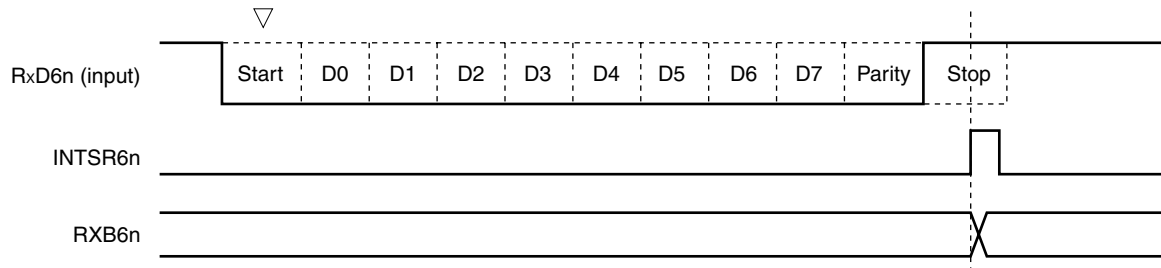 RxD6n (input)
Start D0 D1 D2 D3 D4 D5 D6 D7 Parity Stop
INTSR6n
RXB6n